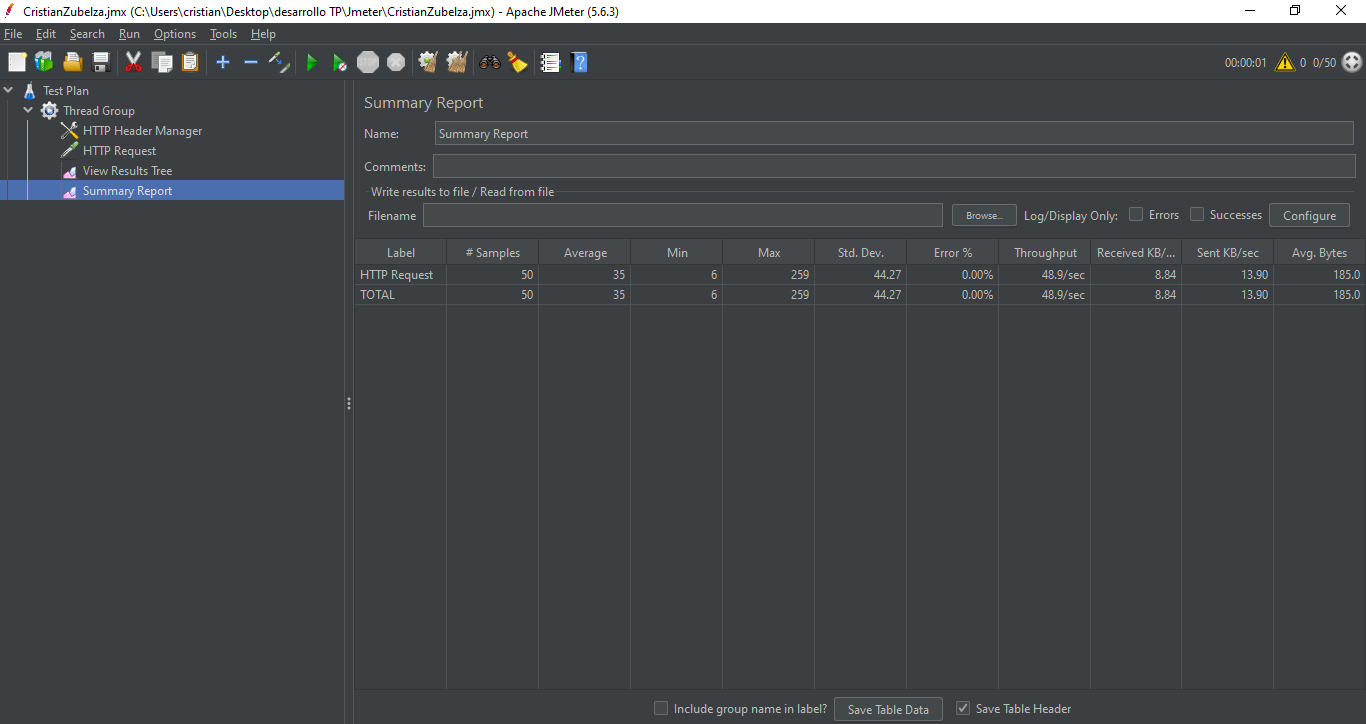 CristianZubelza.jmx (C:\Users\cristian\Desktop\desarrollo TP\Jmeter\CristianZubelza.jmx) - Apache JMeter (5.6.3)
File Edit Search Run Options Tools Help
STOP 00:00:01 0 0/50
Test Plan
Thread Group
HTTP Header Manager
HTTP Request
View Results Tree
Summary Report
Summary Report
Name: Summary Report
Comments:
Write results to file / Read from file
Filename Browse... Log/Display Only: Errors Successes Configure
Label # Samples Average Min Max Std. Dev. Error % Throughput Received KB/... Sent KB/sec Avg. Bytes
HTTP Request 50 35 6 259 44.27 0.00% 48.9/sec 8.84 13.90 185.0
TOTAL 50 35 6 259 44.27 0.00% 48.9/sec 8.84 13.90 185.0
Include group name in label? Save Table Data Save Table Header